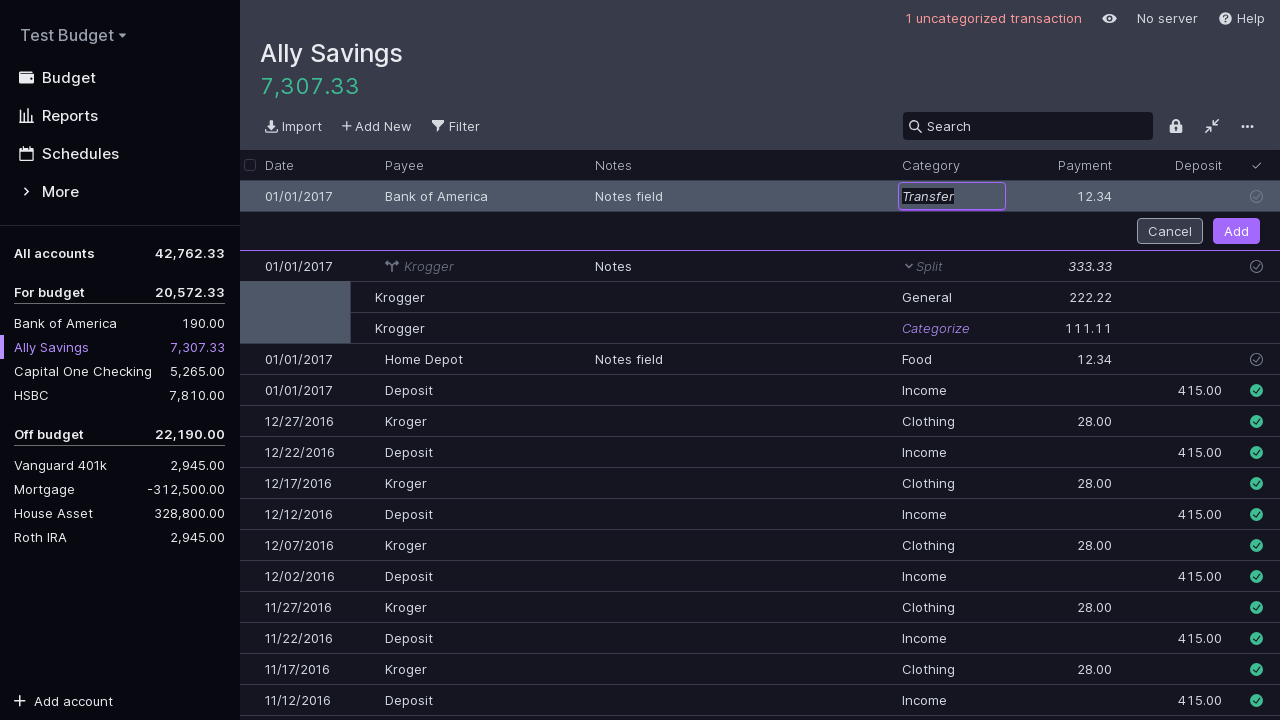 Test Budget
Budget
Reports
Schedules
More
All accounts 42,762.33
For budget 20,572.33
Bank of America 190.00
Ally Savings 7,307.33
Capital One Checking 5,265.00
HSBC 7,810.00
Off budget 22,190.00
Vanguard 401k 2,945.00
Mortgage -312,500.00
House Asset 328,800.00
Roth IRA 2,945.00
Add account
1 uncategorized transaction No server Help
Ally Savings
7,307.33
Import Add New Filter Search
Date Payee Notes Category Payment Deposit
01/01/2017 Bank of America Notes field Transfer 12.34
Cancel Add
01/01/2017 Krogger Notes Split 333.33
Krogger General 222.22
Krogger Categorize 111.11
01/01/2017 Home Depot Notes field Food 12.34
01/01/2017 Deposit Income 415.00
12/27/2016 Kroger Clothing 28.00
12/22/2016 Deposit Income 415.00
12/17/2016 Kroger Clothing 28.00
12/12/2016 Deposit Income 415.00
12/07/2016 Kroger Clothing 28.00
12/02/2016 Deposit Income 415.00
11/27/2016 Kroger Clothing 28.00
11/22/2016 Deposit Income 415.00
11/17/2016 Kroger Clothing 28.00
11/12/2016 Deposit Income 415.00